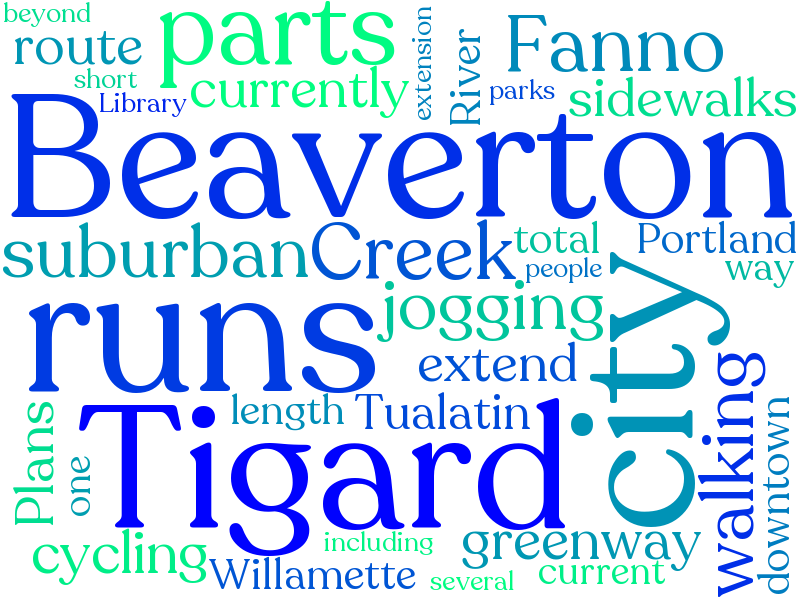 beyond
parts
extension
Fanno
route
River
short
currently
Library
parks
sidewalks
Beaverton
suburban
Creek
total
Portland
people
way
runs
jogging
city
extend
walking
Tigard
length
Tualatin
downtown
Plans
one
cycling
including
greenway
Willamette
several
current